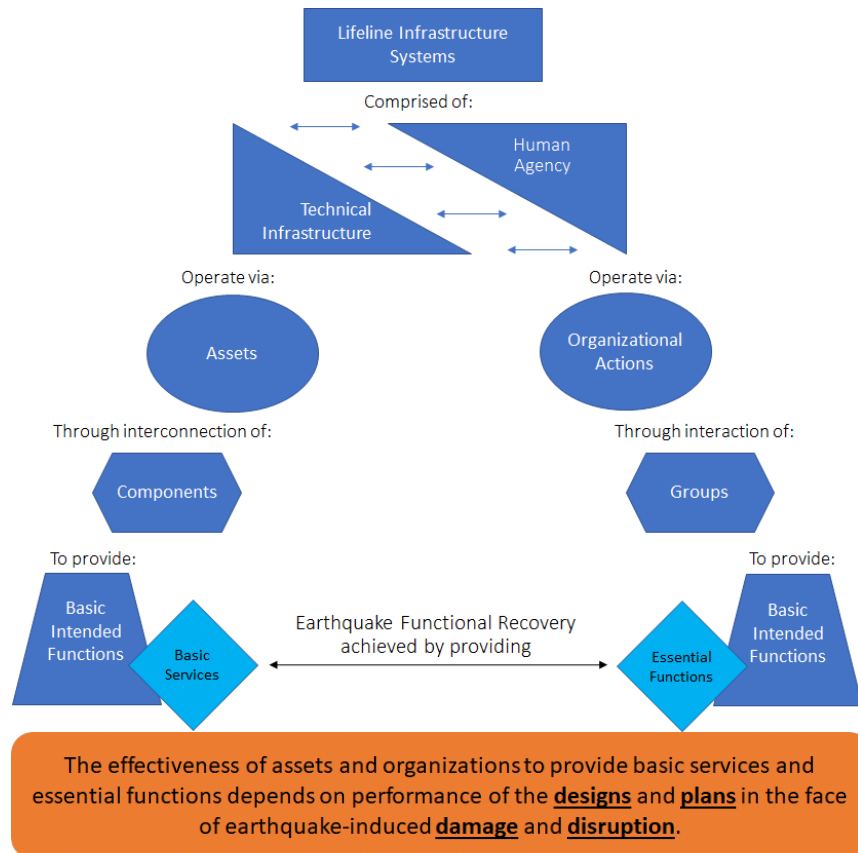 Lifeline Infrastructure
Systems
Comprised of:
Human
Agency
Technical
Infrastructure
Operate via:
Operate via:
Assets
Organizational
Actions
Through interconnection of:
Through interaction of:
Components
Groups
To provide:
To provide:
Basic
Intended
Functions
Basic
Services
Earthquake Functional Recovery
achieved by providing
Essential
Functions
Basic
Intended
Functions
The effectiveness of assets and organizations to provide basic services and
essential functions depends on performance of the designs and plans in the face
of earthquake-induced damage and disruption.